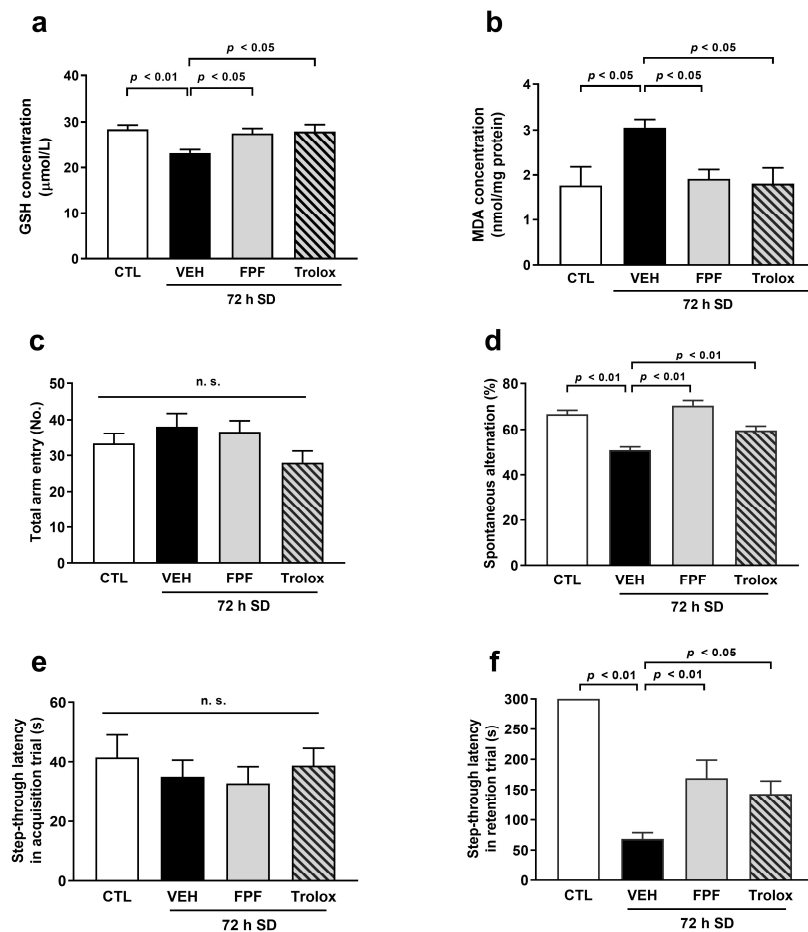 a
p < 0.05
p < 0.01
p < 0.05
GSH concentration
(μmol/L)
40
30
20
10
0
CTL
VEH
FPF
Trolox
72 h SD
b
p < 0.05
p < 0.05
p < 0.05
MDA concentration
(nmol/mg protein)
4
3
2
1
0
CTL
VEH
FPF
Trolox
72 h SD
c
n. s.
Total arm entry (No.)
50
40
30
20
10
0
CTL
VEH
FPF
Trolox
72 h SD
d
p < 0.01
p < 0.01
p < 0.01
Spontaneous alternation (%)
80
60
40
20
0
CTL
VEH
FPF
Trolox
72 h SD
e
n. s.
Step-through latency
in acquisition trial (s)
60
40
20
0
CTL
VEH
FPF
Trolox
72 h SD
f
p < 0.05
p < 0.01
p < 0.01
Step-through latency
in retention trial (s)
300
200
150
100
50
0
CTL
VEH
FPF
Trolox
72 h SD